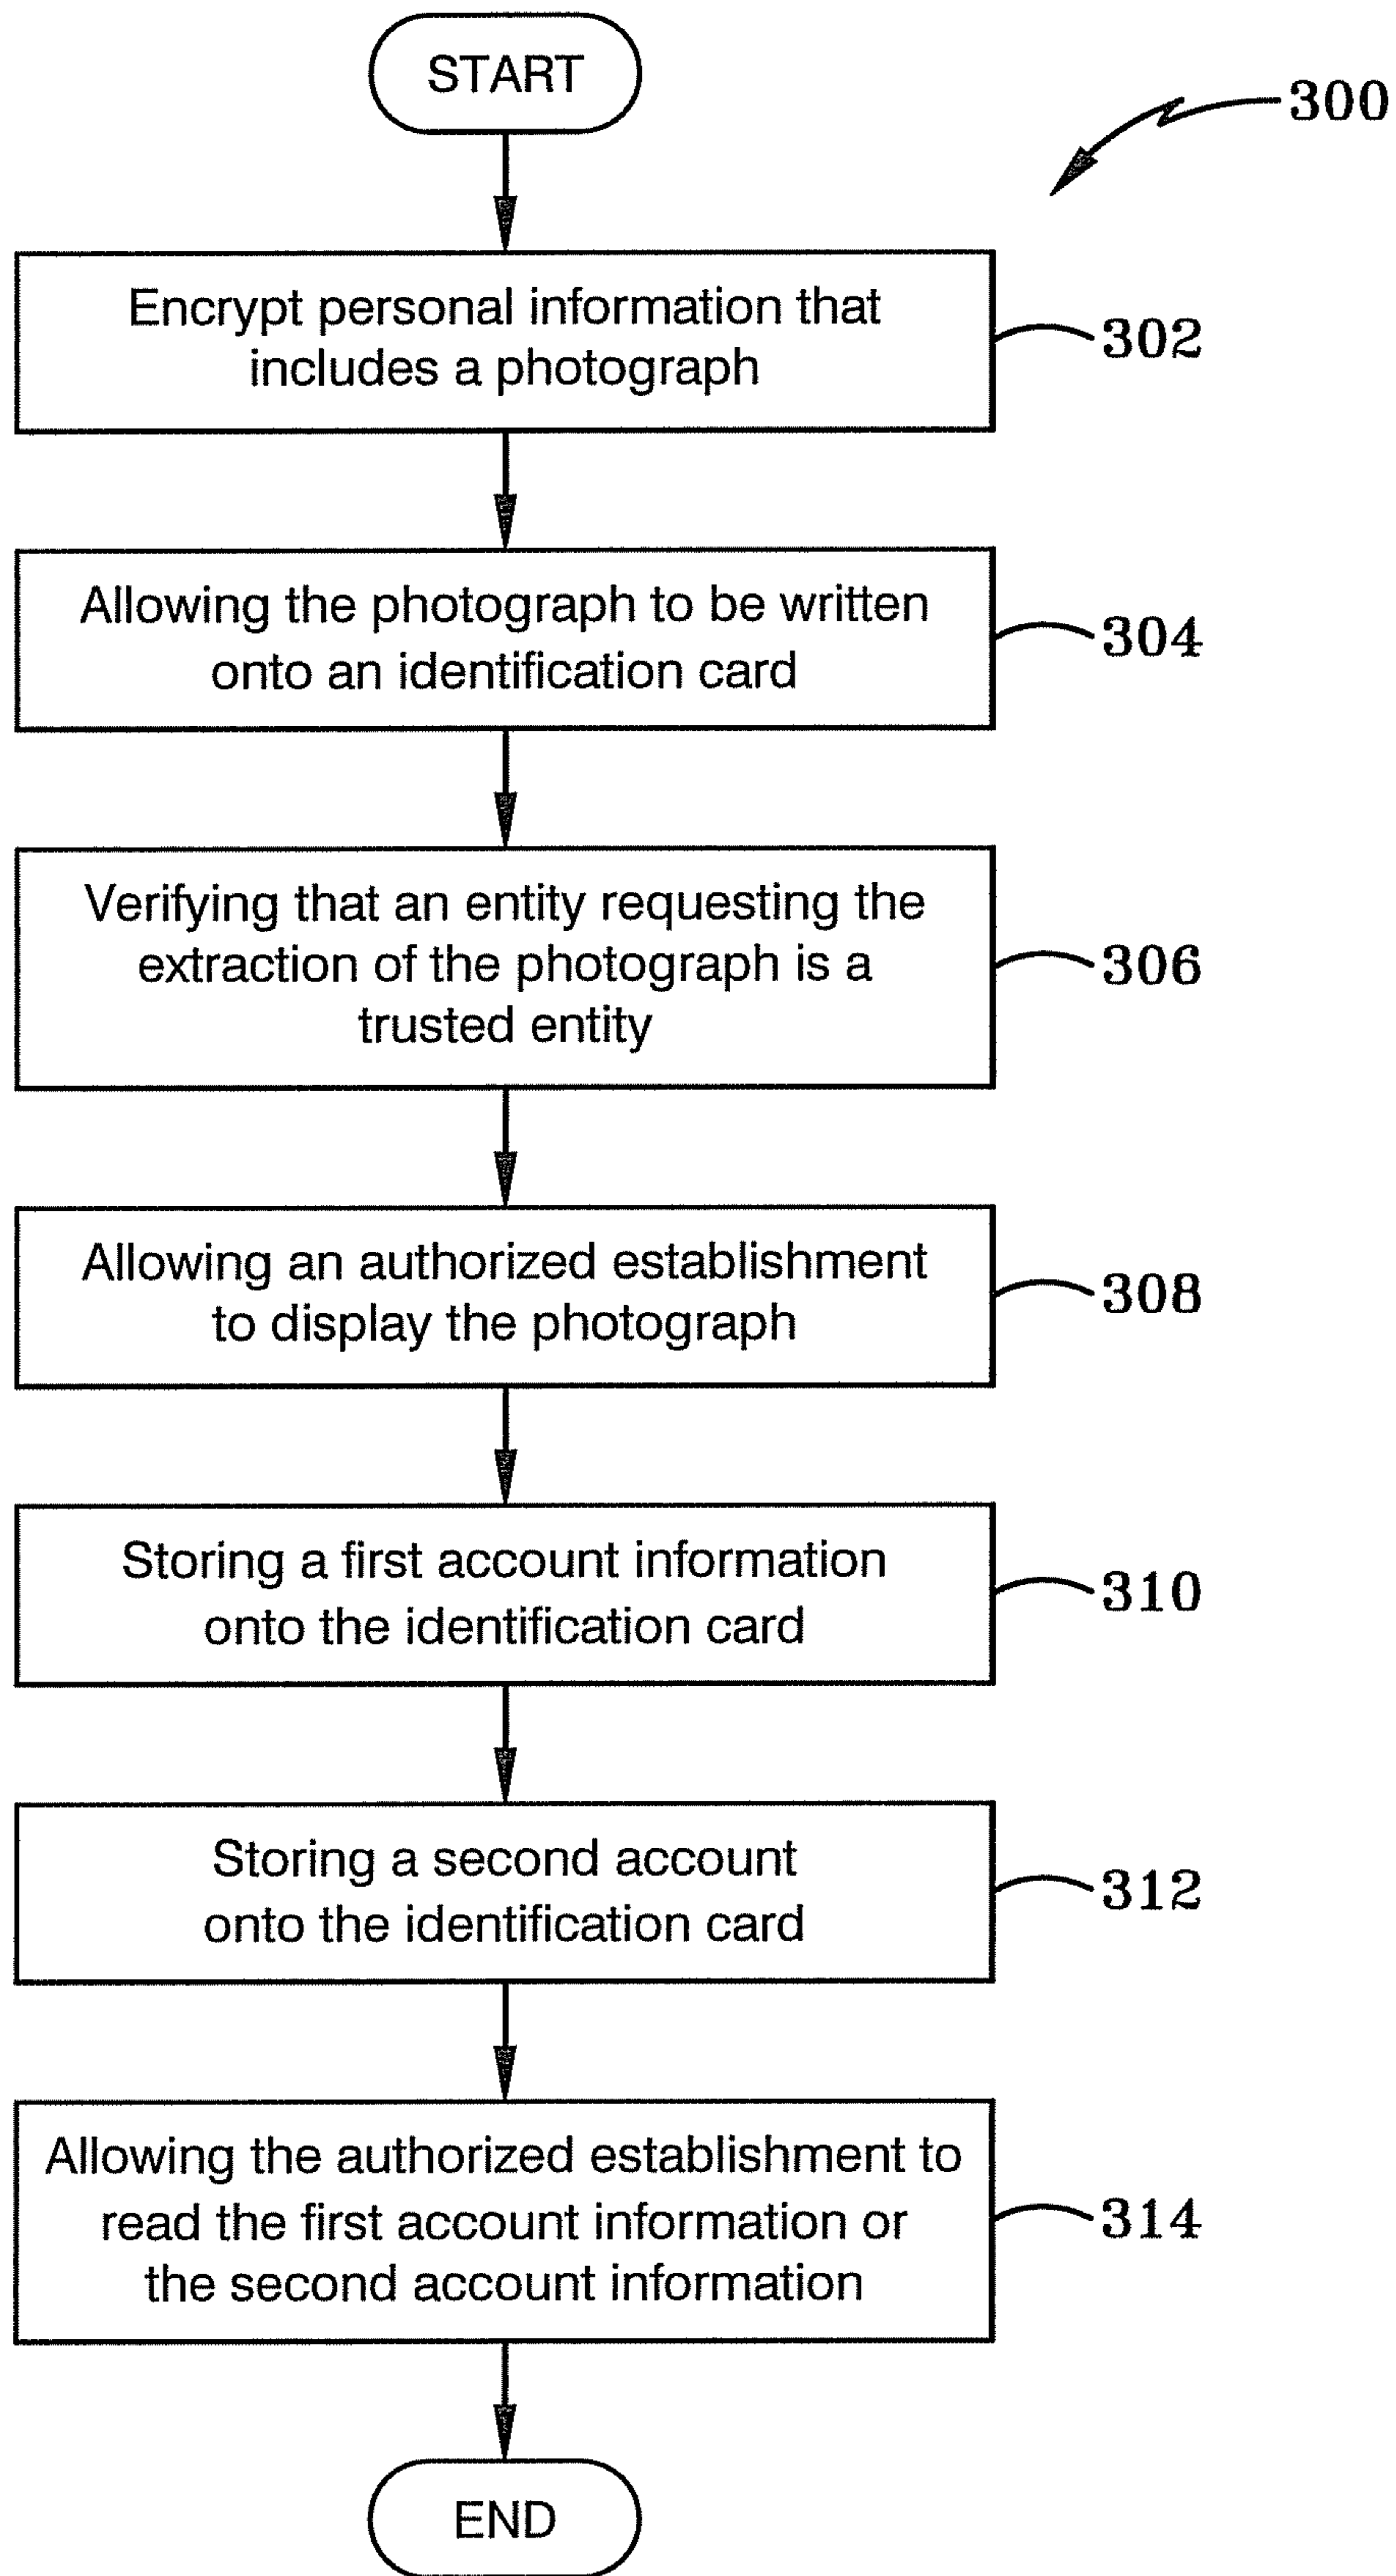 START
300
Encrypt personal information that
includes a photograph
302
Allowing the photograph to be written
onto an identification card
304
Verifying that an entity requesting the
extraction of the photograph is a
trusted entity
306
Allowing an authorized establishment
to display the photograph
308
Storing a first account information
onto the identification card
310
Storing a second account
onto the identification card
312
Allowing the authorized establishment to
read the first account information or
the second account information
314
END